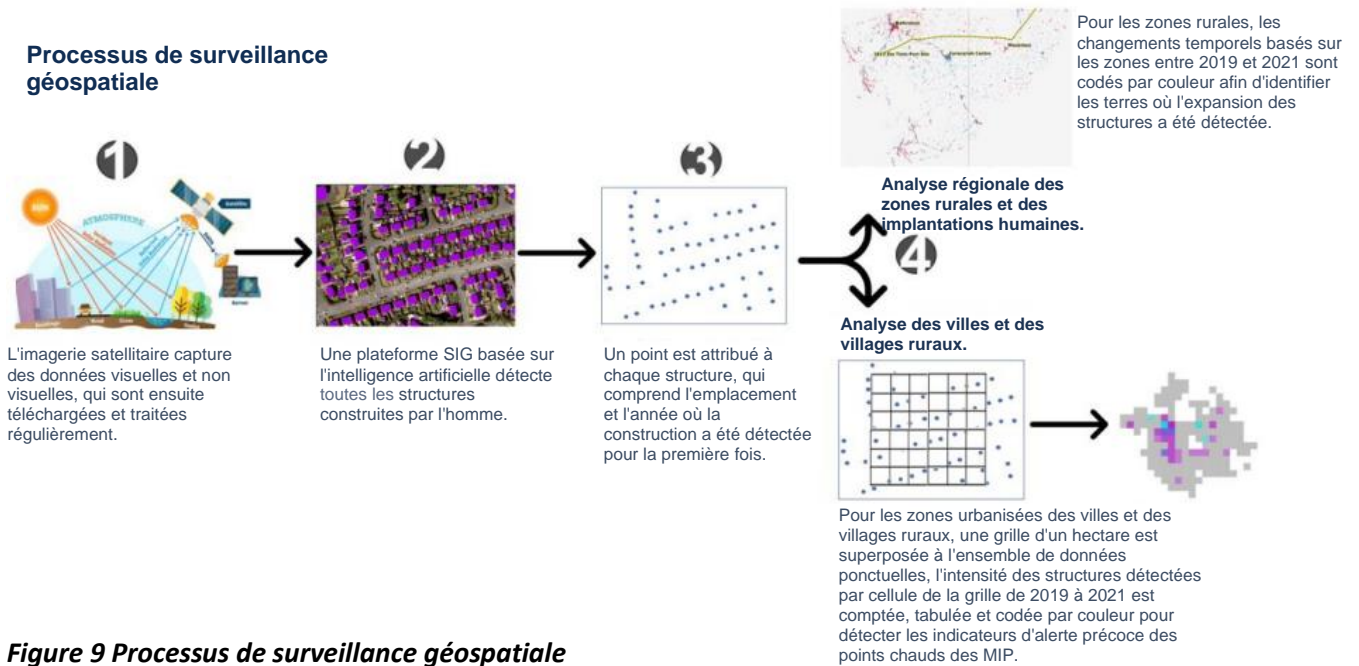 Processus de surveillance
géospatiale
1
ATMOSPHERE
L'imagerie satellitaire capture
des données visuelles et non
visuelles, qui sont ensuite
téléchargées et traitées
régulièrement.
2
Une plateforme SIG basée sur
l'intelligence artificielle détecte
toutes les structures
construites par l'homme.
3
Un point est attribué à
chaque structure, qui
comprend l'emplacement
et l'année où la
construction a été détectée
pour la première fois.
4
Pour les zones rurales, les
changements temporels basés sur
les zones entre 2019 et 2021 sont
codés par couleur afin d'identifier
les terres où l'expansion des
structures a été détectée.
Analyse régionale des
zones rurales et des
implantations humaines.
Analyse des villes et des
villages ruraux.
Pour les zones urbanisées des villes et des
villages ruraux, une grille d'un hectare est
superposée à l'ensemble de données
ponctuelles, l'intensité des structures détectées
par cellule de la grille de 2019 à 2021 est
comptée, tabulée et codée par couleur pour
détecter les indicateurs d'alerte précoce des
points chauds des MIP.
Figure 9 Processus de surveillance géospatiale